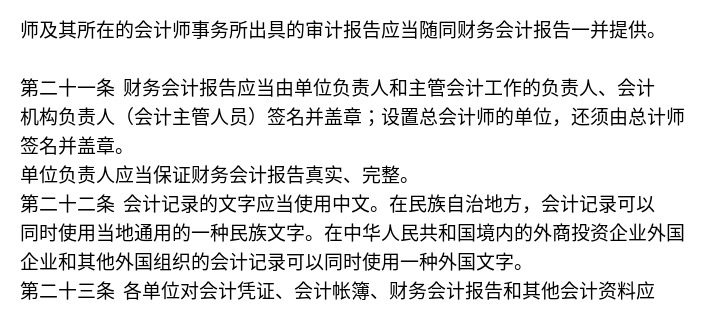 师及其所在的会计师事务所出具的审计报告应当随同财务会计报告一并提供。
第二十一条 财务会计报告应当由单位负责人和主管会计工作的负责人、会计
机构负责人（会计主管人员）签名并盖章；设置总会计师的单位，还须由总计师
签名并盖章。
单位负责人应当保证财务会计报告真实、完整。
第二十二条 会计记录的文字应当使用中文。在民族自治地方，会计记录可以
同时使用当地通用的一种民族文字。在中华人民共和国境内的外商投资企业外国
企业和其他外国组织的会计记录可以同时使用一种外国文字。
第二十三条 各单位对会计凭证、会计帐簿、财务会计报告和其他会计资料应